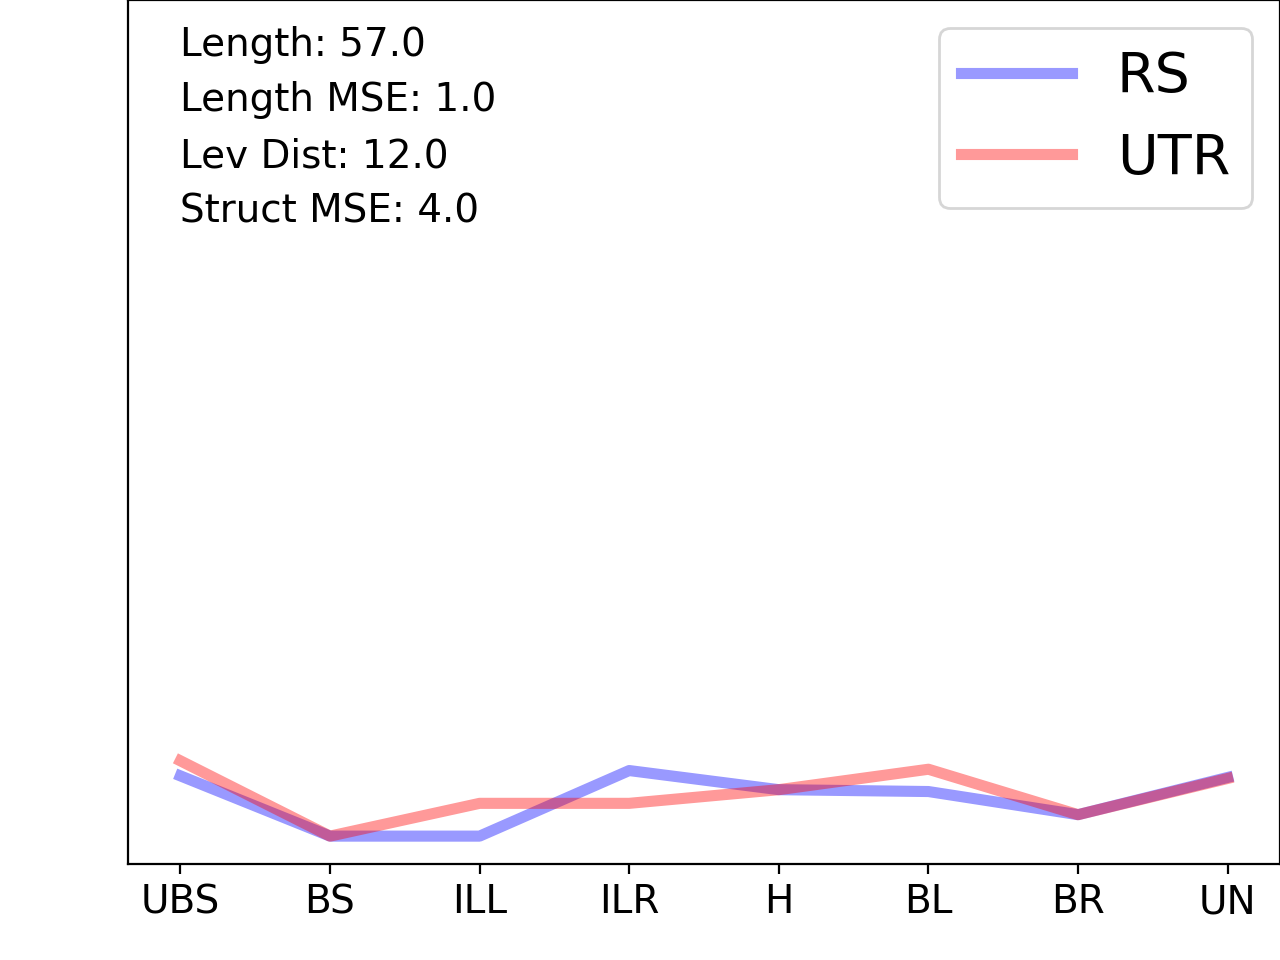 Length: 57.0
Length MSE: 1.0
Lev Dist: 12.0
Struct MSE: 4.0
RS
UTR
UBS BS ILL ILR H BL BR UN